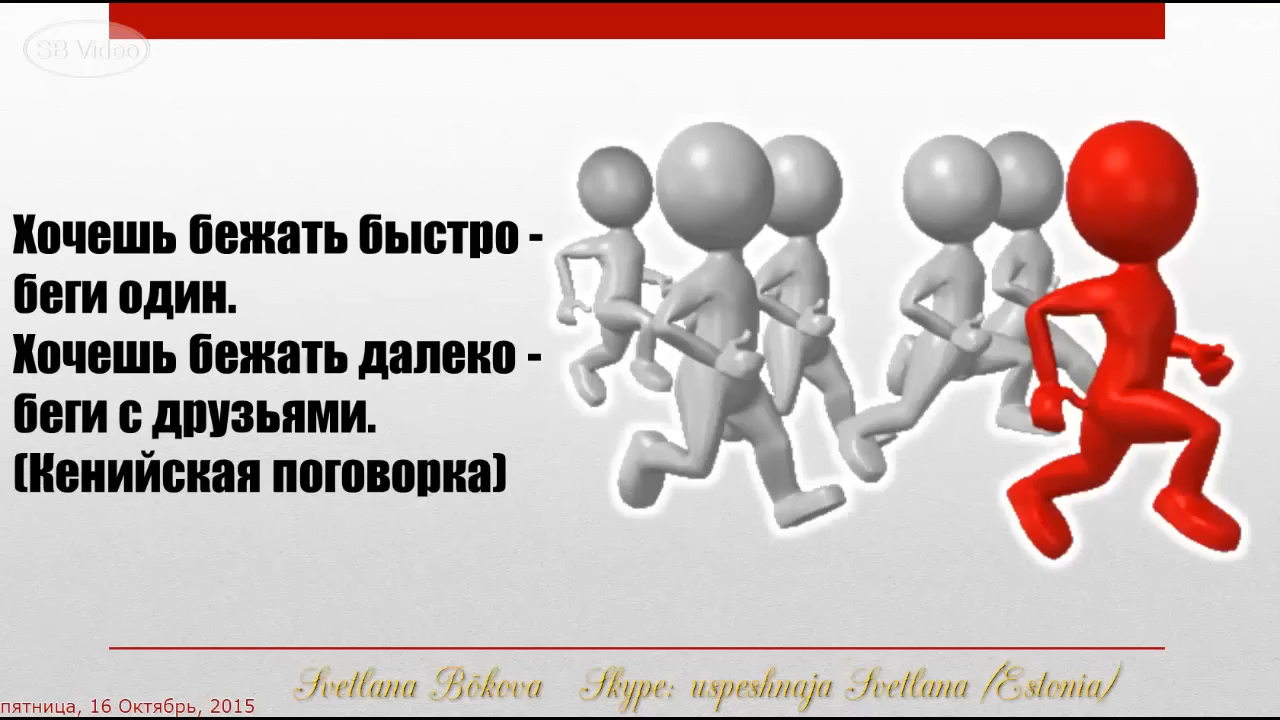 SB Video
Хочешь бежать быстро -
беги один.
Хочешь бежать далеко -
беги с друзьями.
(Кенийская поговорка)
Svetlana Bõkova Skype: uspeshnaja Svetlana (Estonia)
пятница, 16 Октябрь, 2015